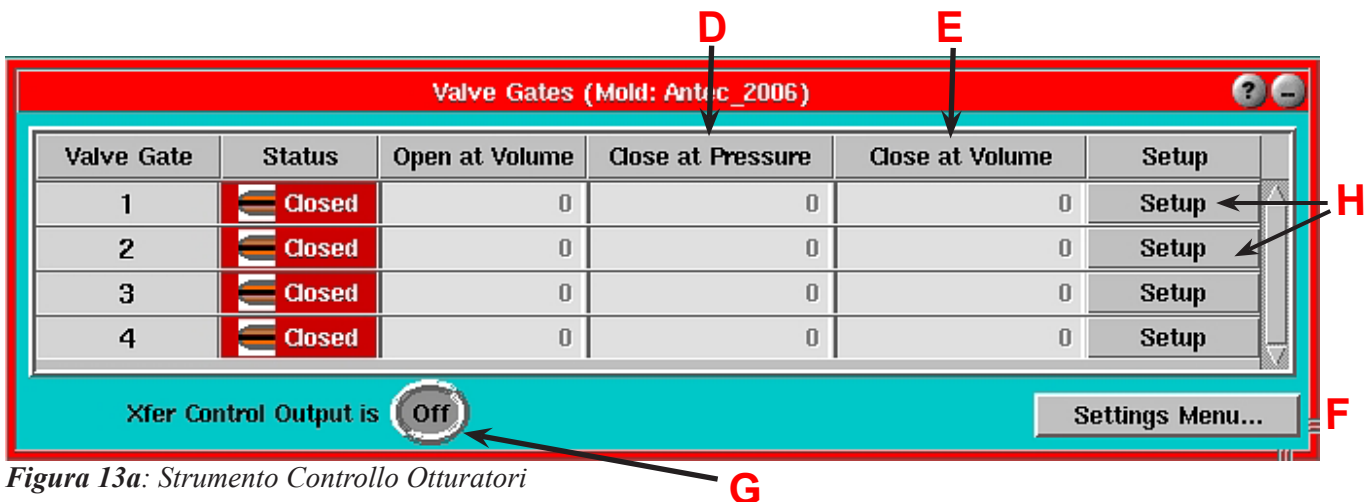 D E
Valve Gates (Mold: Antec_2006) ? –
Valve Gate Status Open at Volume Close at Pressure Close at Volume Setup
1 Closed 0 0 0 Setup H
2 Closed 0 0 0 Setup
3 Closed 0 0 0 Setup
4 Closed 0 0 0 Setup
Xfer Control Output is Off Settings Menu... F
Figura 13a: Strumento Controllo Otturatori
G